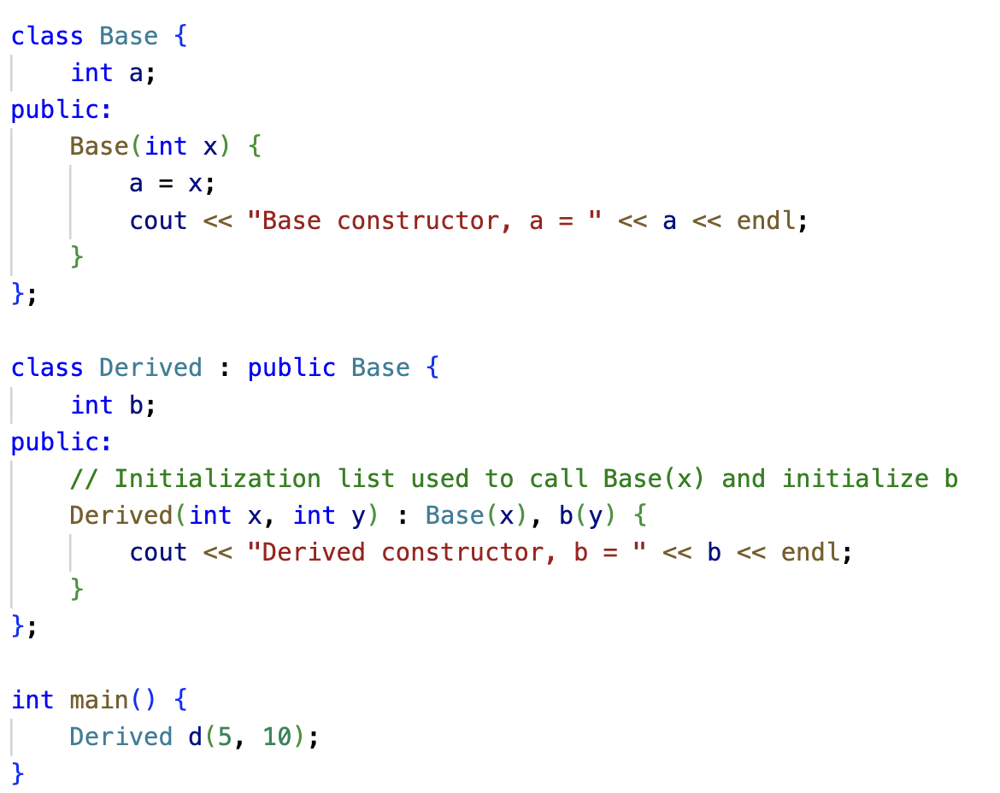 class Base {
    int a;
public:
    Base(int x) {
        a = x;
        cout << "Base constructor, a = " << a << endl;
    }
};

class Derived : public Base {
    int b;
public:
    // Initialization list used to call Base(x) and initialize b
    Derived(int x, int y) : Base(x), b(y) {
        cout << "Derived constructor, b = " << b << endl;
    }
};

int main() {
    Derived d(5, 10);
}